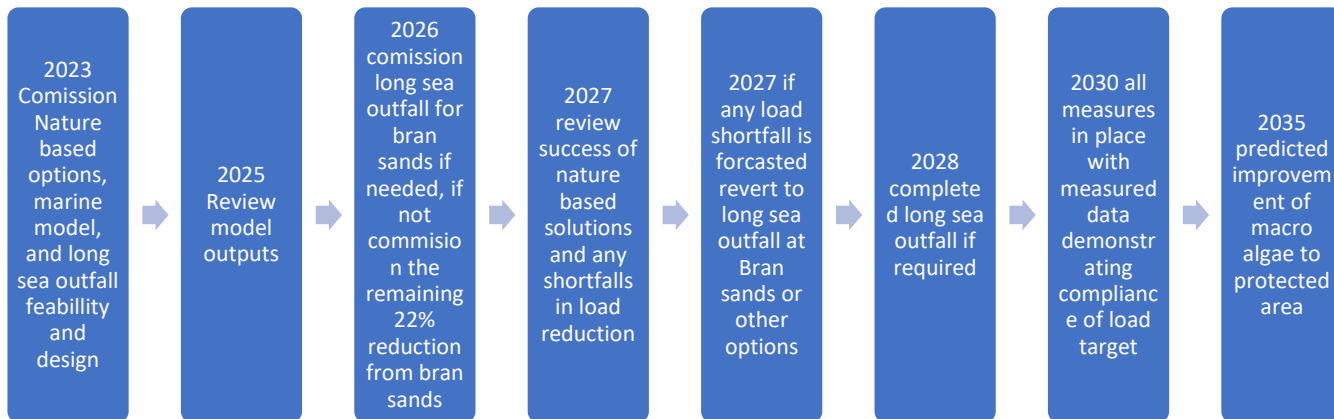 2023
Comission
Nature
based
options,
marine
model,
and long
sea outfall
feabillity
and
design
2025
Review
model
outputs
2026
comission
long sea
outfall for
bran
sands if
needed, if
not
commisio
n the
remaining
22%
reduction
from bran
sands
2027
review
success of
nature
based
solutions
and any
shortfalls
in load
reduction
2027 if
any load
shortfall is
forcasted
revert to
long sea
outfall at
Bran
sands or
other
options
2028
complete
d long sea
outfall if
required
2030 all
measures
in place
with
measured
data
demonstr
ating
complianc
e of load
target
2035
predicted
improvem
ent of
macro
algae to
protected
area